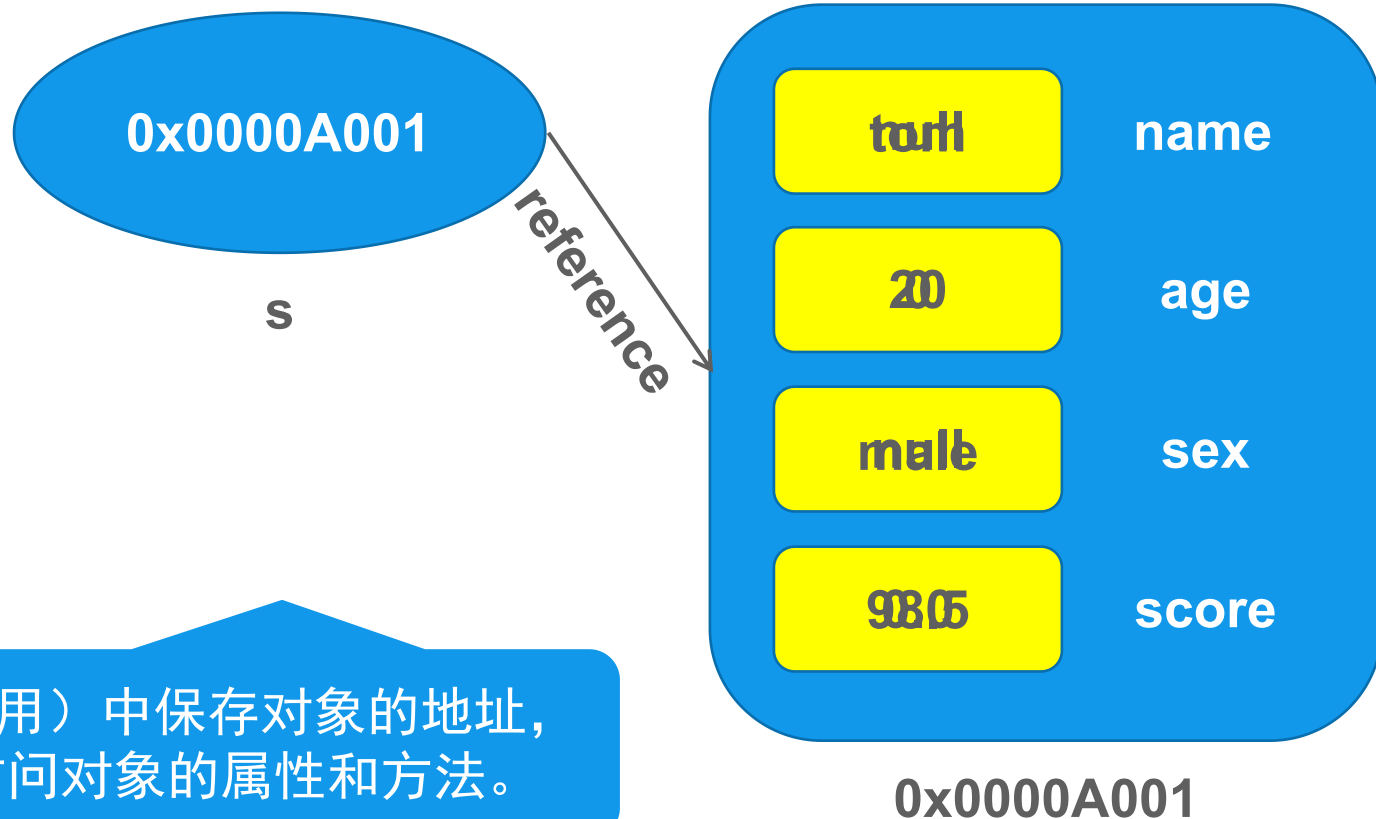 0x0000A001
s
reference
name
age
sex
score
用）中保存对象的地址，
问对象的属性和方法。
0x0000A001